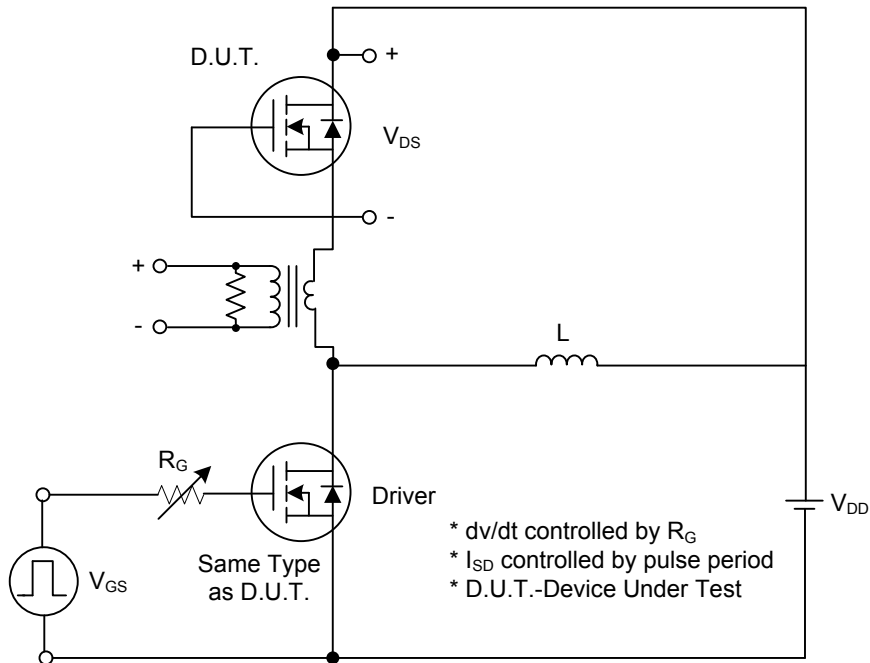 D.U.T.
+
V_DS
-
+
-
L
R_G
Driver
V_DD
V_GS
Same Type
as D.U.T.
* dv/dt controlled by R_G
* I_SD controlled by pulse period
* D.U.T.-Device Under Test